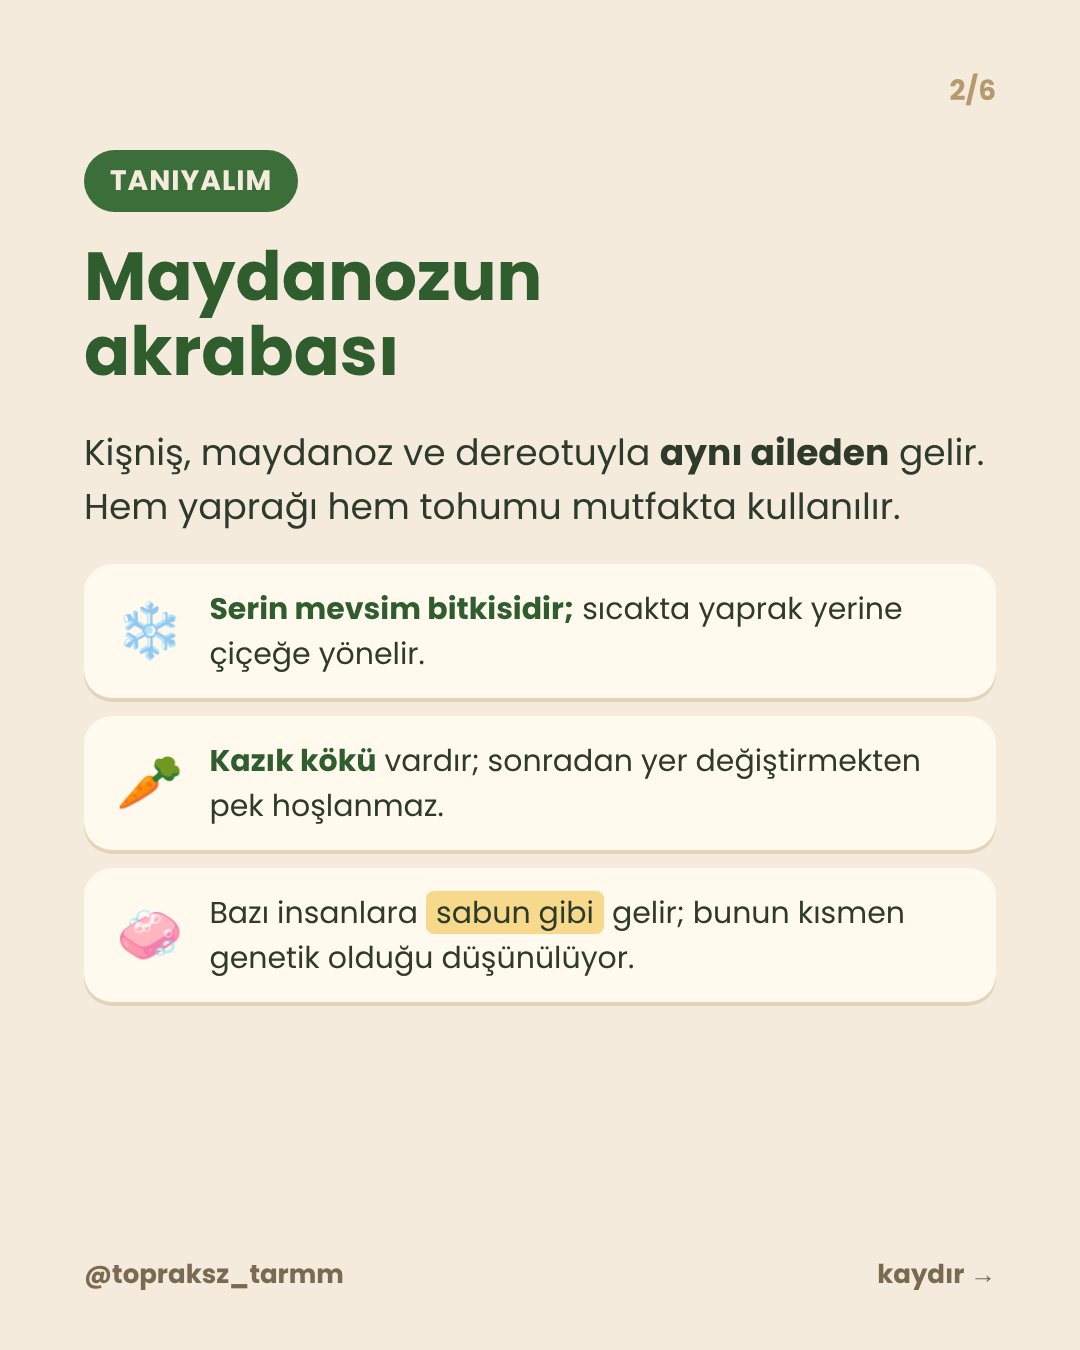 2/6
TANIYALIM
Maydanozun
akrabası
Kişniş, maydanoz ve dereotuyla aynı aileden gelir.
Hem yaprağı hem tohumu mutfakta kullanılır.
Serin mevsim bitkisidir; sıcakta yaprak yerine
çiçeğe yönelir.
Kazık kökü vardır; sonradan yer değiştirmekten
pek hoşlanmaz.
Bazı insanlara sabun gibi gelir; bunun kısmen
genetik olduğu düşünülüyor.
@topraksz_tarmm
kaydır →